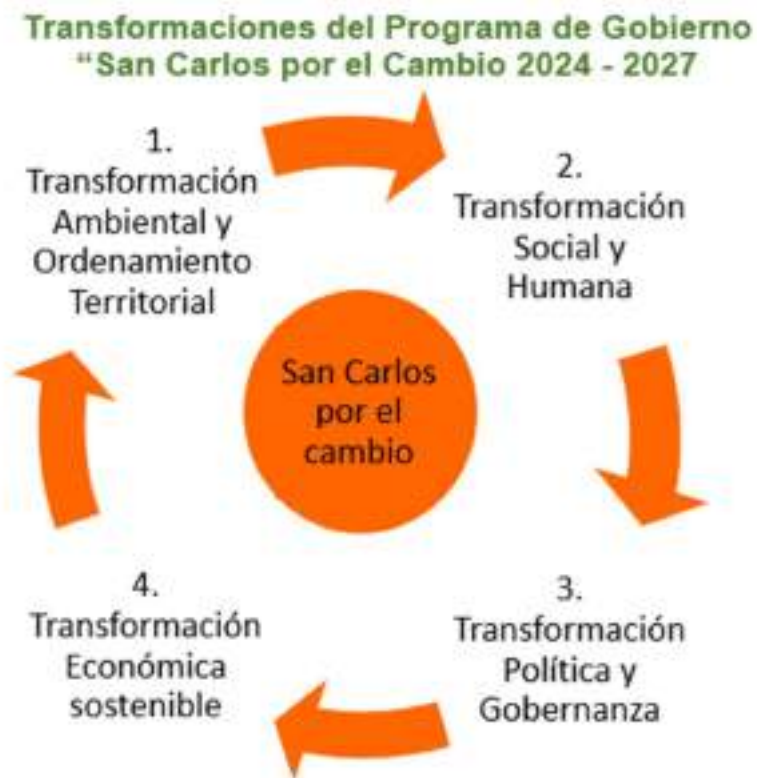 Transformaciones del Programa de Gobierno
“San Carlos por el Cambio 2024 - 2027
1.
Transformación
Ambiental y
Ordenamiento
Territorial
2.
Transformación
Social y
Humana
San Carlos
por el
cambio
3.
Transformación
Política y
Gobernanza
4.
Transformación
Económica
sostenible